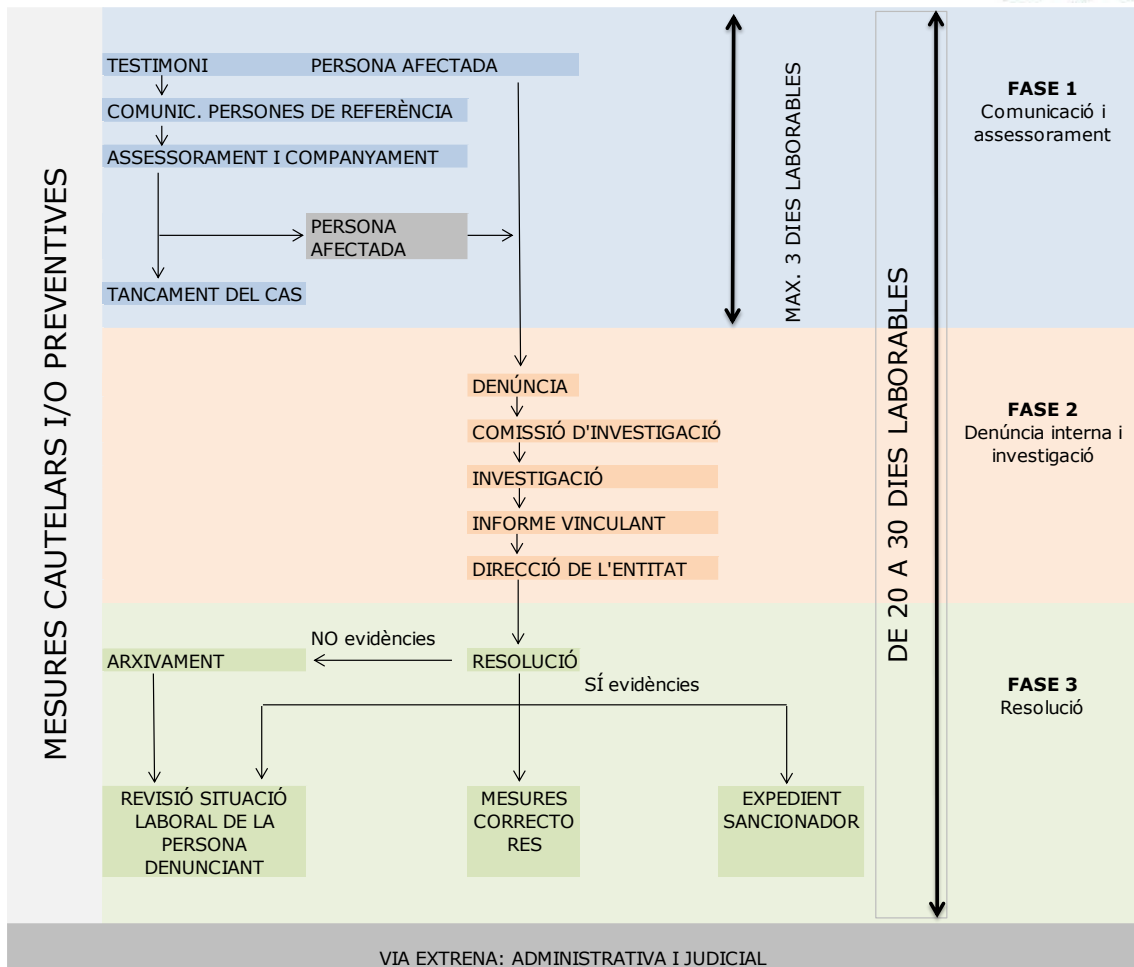 MESURES CAUTELARS I/O PREVENTIVES
TESTIMONI
PERSONA AFECTADA
COMUNIC. PERSONES DE REFERÈNCIA
ASSESSORAMENT I COMPANYAMENT
PERSONA
AFECTADA
TANCAMENT DEL CAS
MAX. 3 DIES LABORABLES
DE 20 A 30 DIES LABORABLES
FASE 1
Comunicació i
assessorament
DENÚNCIA
COMISSIÓ D'INVESTIGACIÓ
INVESTIGACIÓ
INFORME VINCULANT
DIRECCIÓ DE L'ENTITAT
FASE 2
Denúncia interna i
investigació
NO evidències
ARXIVAMENT
RESOLUCIÓ
SÍ evidències
FASE 3
Resolució
REVISIÓ SITUACIÓ
LABORAL DE LA
PERSONA
DENUNCIANT
MESURES
CORRECTO
RES
EXPEDIENT
SANCIONADOR
VIA EXTRENA: ADMINISTRATIVA I JUDICIAL